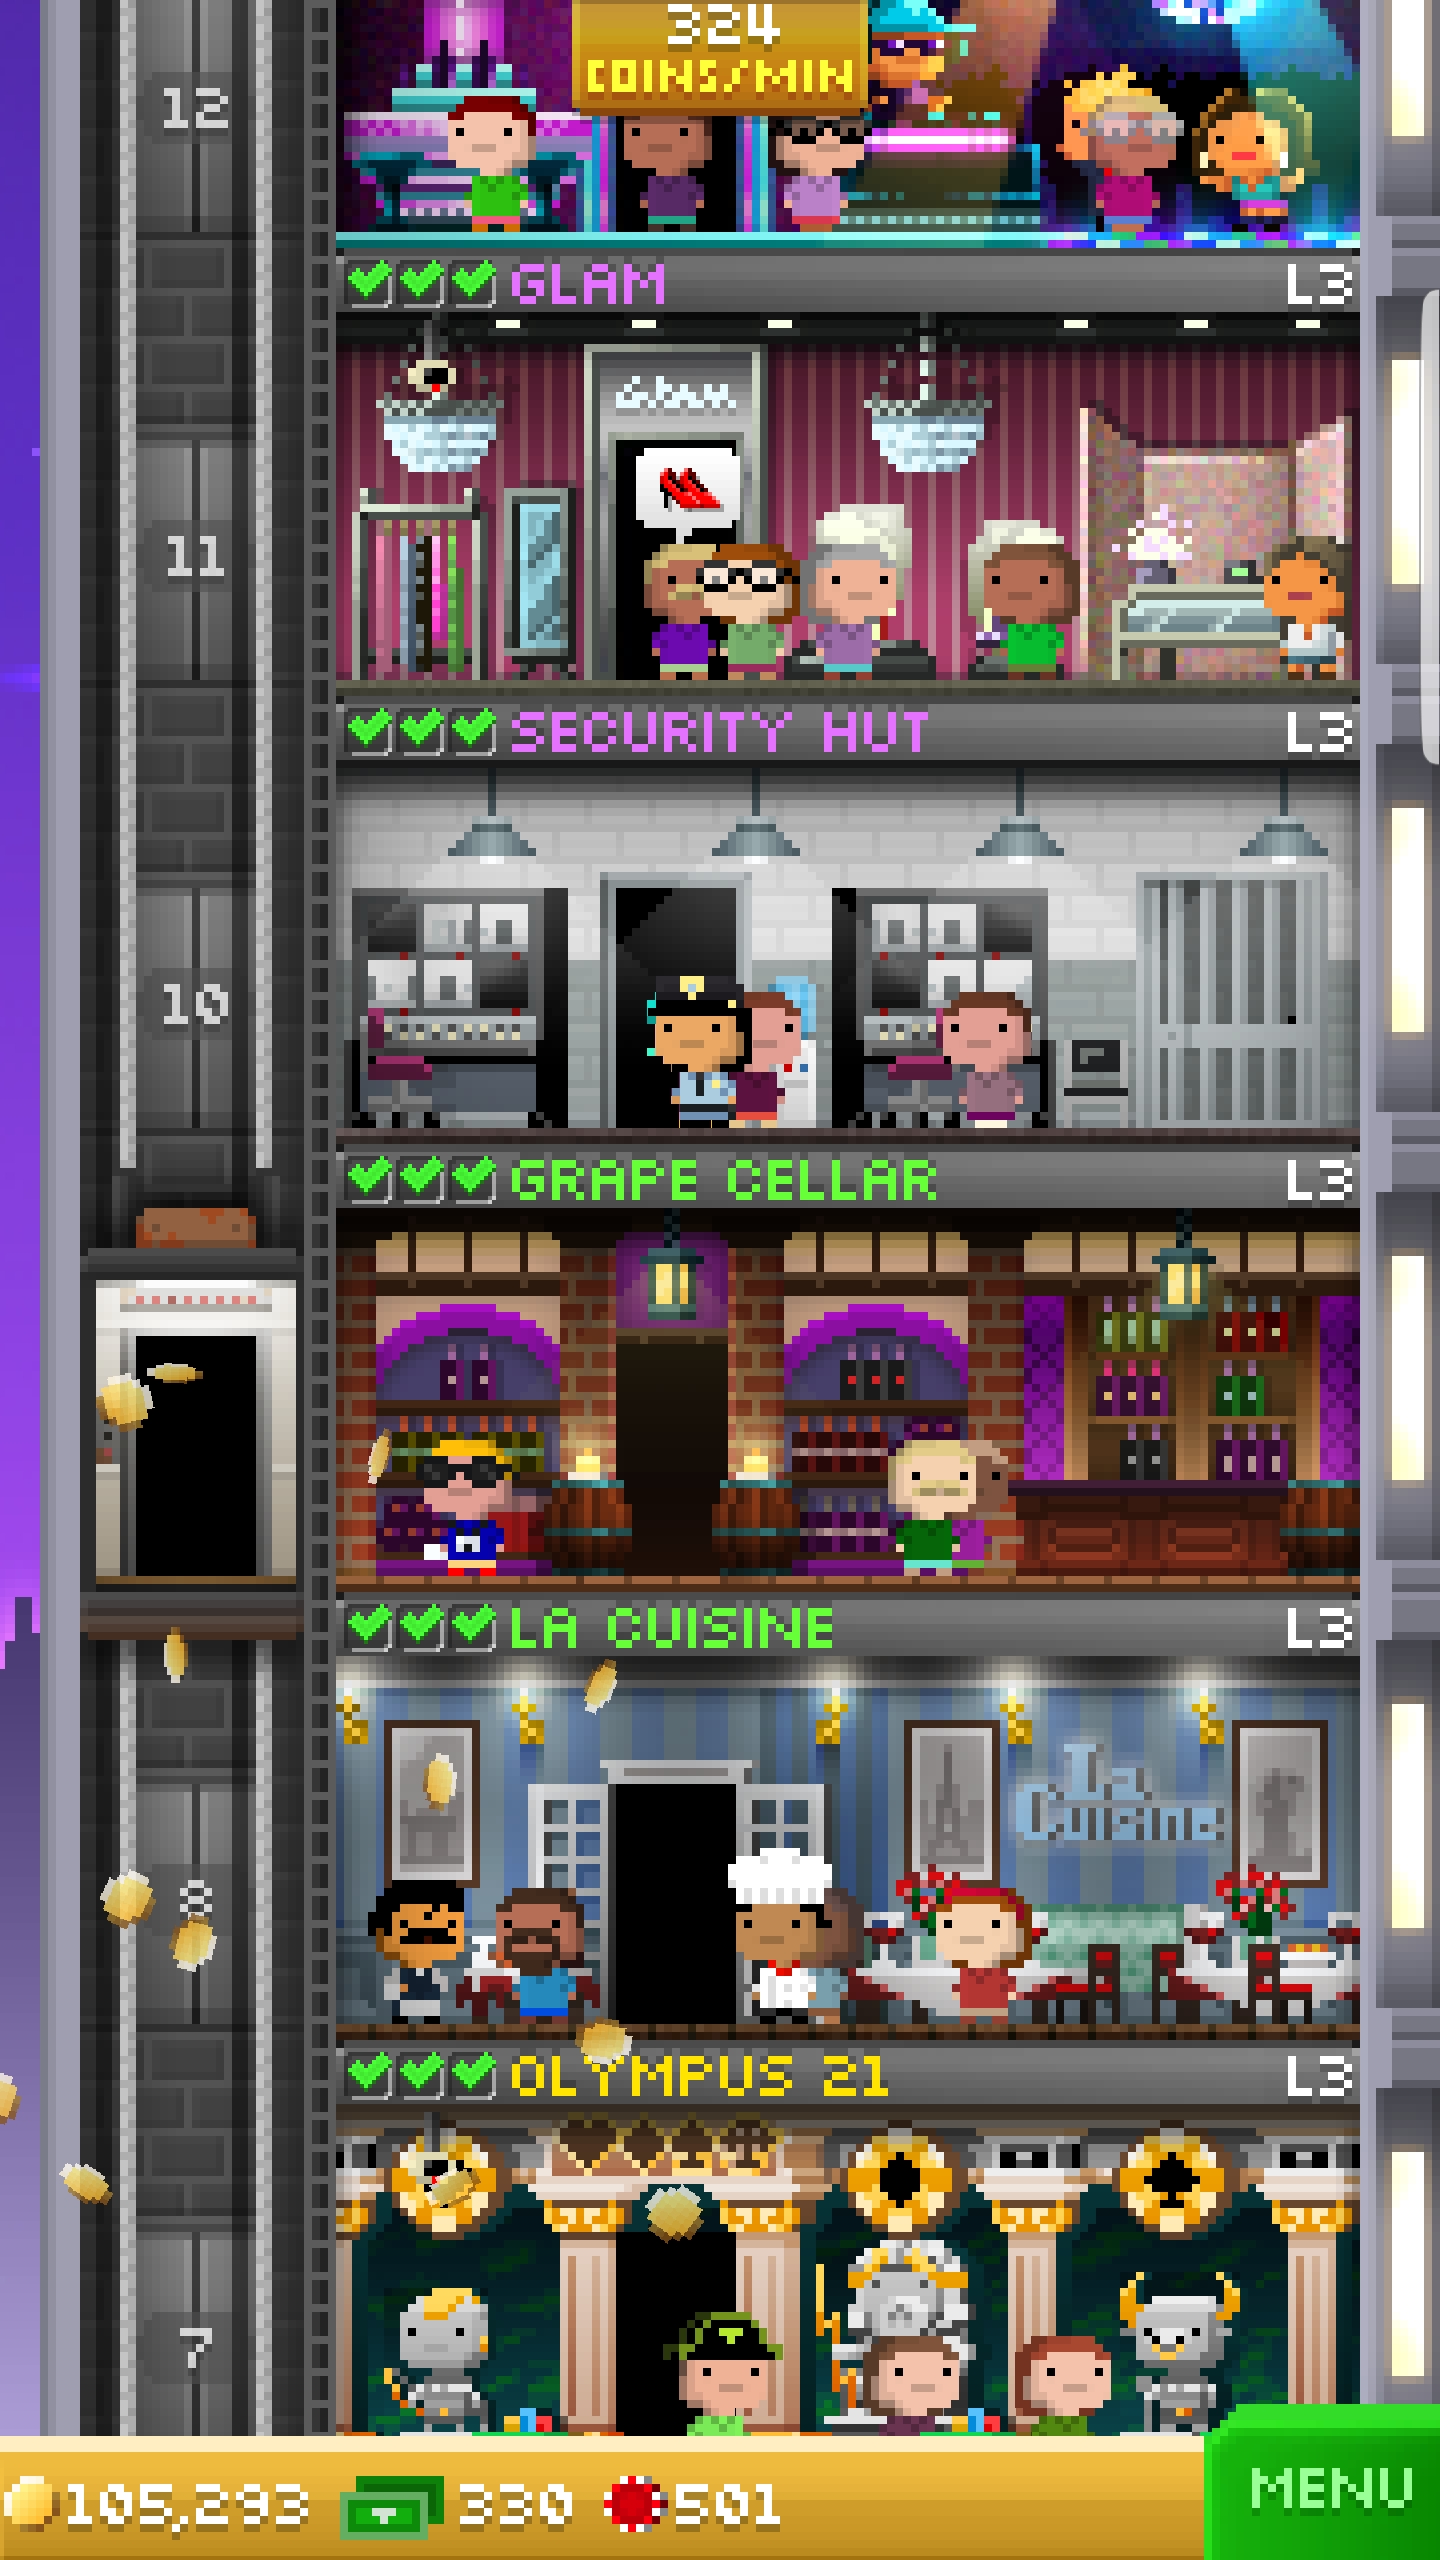 324
COINS/MIN
12
GLAM L3
Glam
11
SECURITY HUT L3
10
GRAPE CELLAR L3
LA CUISINE L3
La
Cuisine
8
OLYMPUS 21 L3
7
105,293 330 501
MENU